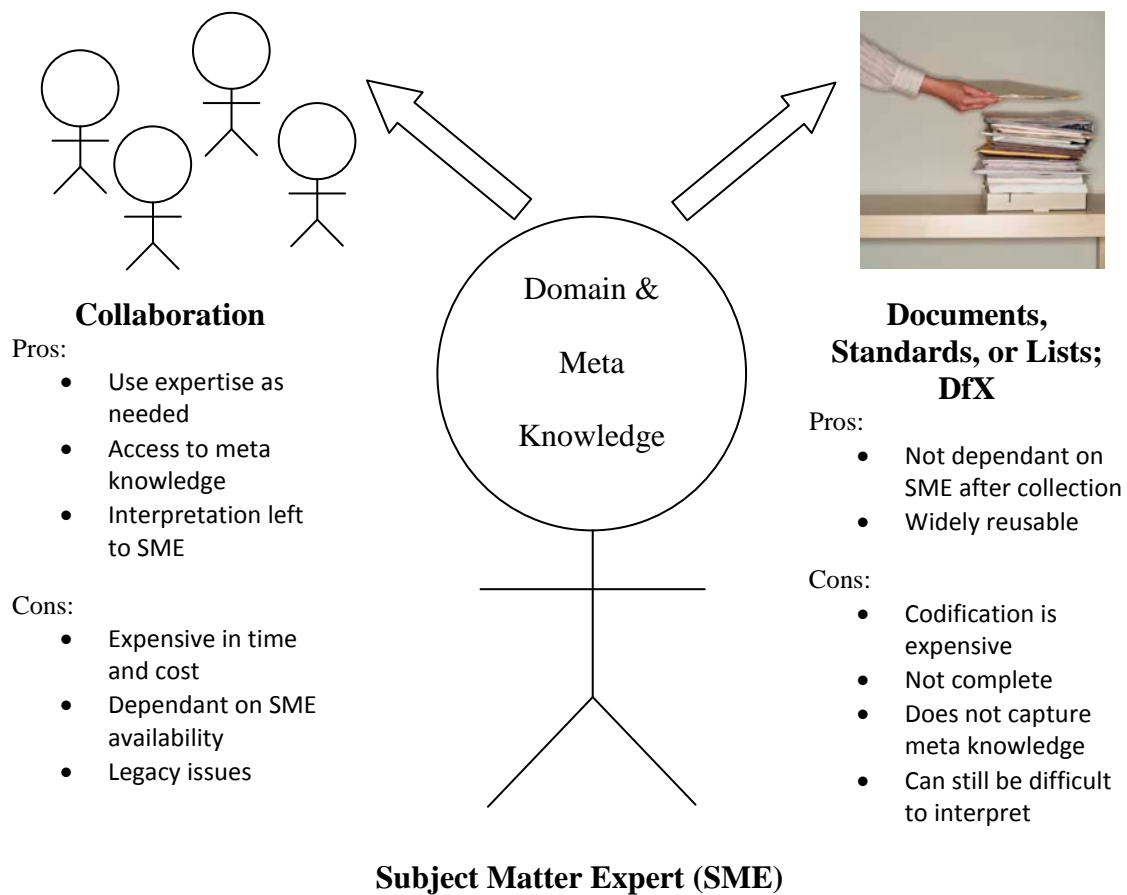 Domain &
Meta
Knowledge
Collaboration
Pros:
• Use expertise as
needed
• Access to meta
knowledge
• Interpretation left
to SME
Cons:
• Expensive in time
and cost
• Dependant on SME
availability
• Legacy issues
Documents,
Standards, or Lists;
DfX
Pros:
• Not dependant on
SME after collection
• Widely reusable
Cons:
• Codification is
expensive
• Not complete
• Does not capture
meta knowledge
• Can still be difficult
to interpret
Subject Matter Expert (SME)